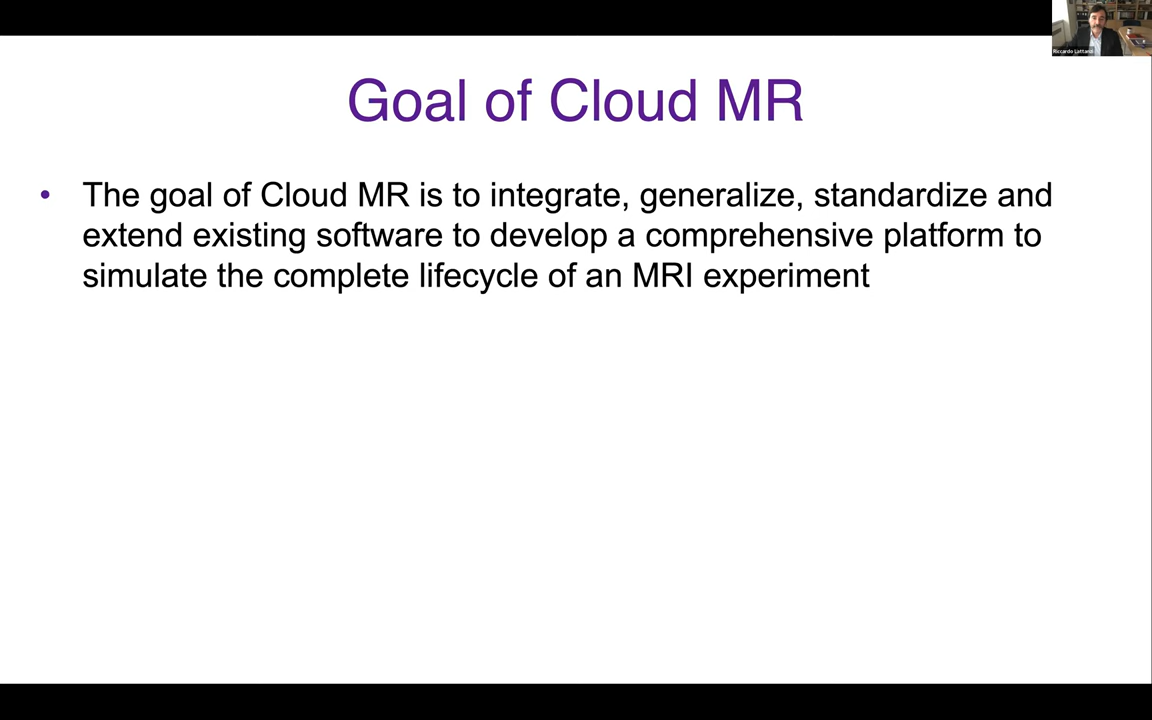 Goal of Cloud MR
• The goal of Cloud MR is to integrate, generalize, standardize and
extend existing software to develop a comprehensive platform to
simulate the complete lifecycle of an MRI experiment
Riccardo Lattanzi